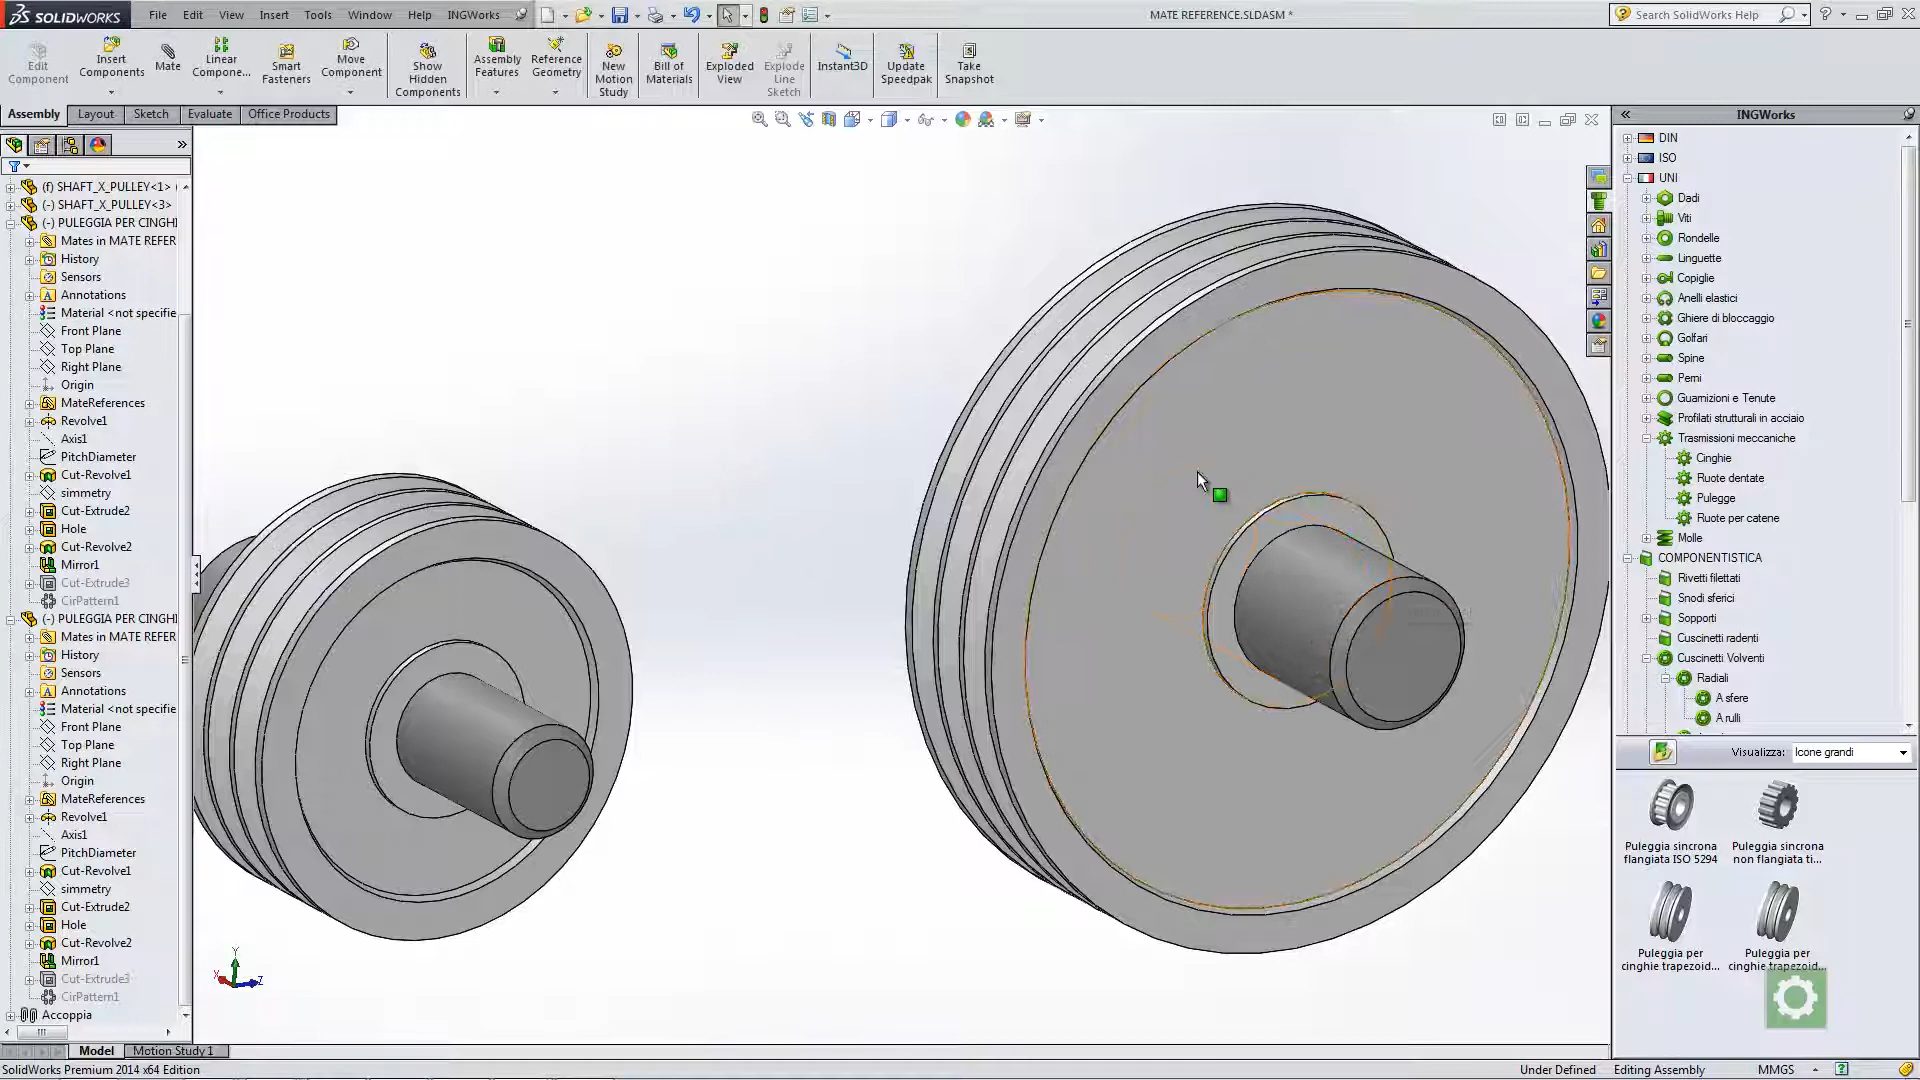 SOLIDWORKS
File Edit View Insert Tools Window Help INGWorks
MATE REFERENCE.SLDASM *
Search SolidWorks Help
Edit Component
Insert Components
Mate
Linear Compone...
Smart Fasteners
Move Component
Show Hidden Components
Assembly Features
Reference Geometry
New Motion Study
Bill of Materials
Exploded View
Explode Line Sketch
Instant3D
Update Speedpak
Take Snapshot
Assembly Layout Sketch Evaluate Office Products
(f) SHAFT_X_PULLEY<1>
(-) SHAFT_X_PULLEY<3>
(-) PULEGGIA PER CINGHI
Mates in MATE REFER
History
Sensors
Annotations
Material <not specifie
Front Plane
Top Plane
Right Plane
Origin
MateReferences
Revolve1
Axis1
PitchDiameter
Cut-Revolve1
simmetry
Cut-Extrude2
Hole
Cut-Revolve2
Mirror1
Cut-Extrude3
CirPattern1
(-) PULEGGIA PER CINGHI
Mates in MATE REFER
History
Sensors
Annotations
Material <not specifie
Front Plane
Top Plane
Right Plane
Origin
MateReferences
Revolve1
Axis1
PitchDiameter
Cut-Revolve1
simmetry
Cut-Extrude2
Hole
Cut-Revolve2
Mirror1
Cut-Extrude3
CirPattern1
Accoppia
Y
X
Z
INGWorks
DIN
ISO
UNI
Dadi
Viti
Rondelle
Linguette
Copiglie
Anelli elastici
Ghiere di bloccaggio
Golfari
Spine
Perni
Guarnizioni e Tenute
Profilati strutturali in acciaio
Trasmissioni meccaniche
Cinghie
Ruote dentate
Pulegge
Ruote per catene
Molle
COMPONENTISTICA
Rivetti filettati
Snodi sferici
Supporti
Cuscinetti radenti
Cuscinetti Volventi
Radiali
A sfere
A rulli
Visualizza: Icone grandi
Puleggia sincrona flangiata ISO 5294
Puleggia sincrona non flangiata ti...
Puleggia per cinghie trapezoid...
Puleggia per cinghie trapezoid...
Model Motion Study 1
SolidWorks Premium 2014 x64 Edition
Under Defined Editing Assembly MMGS